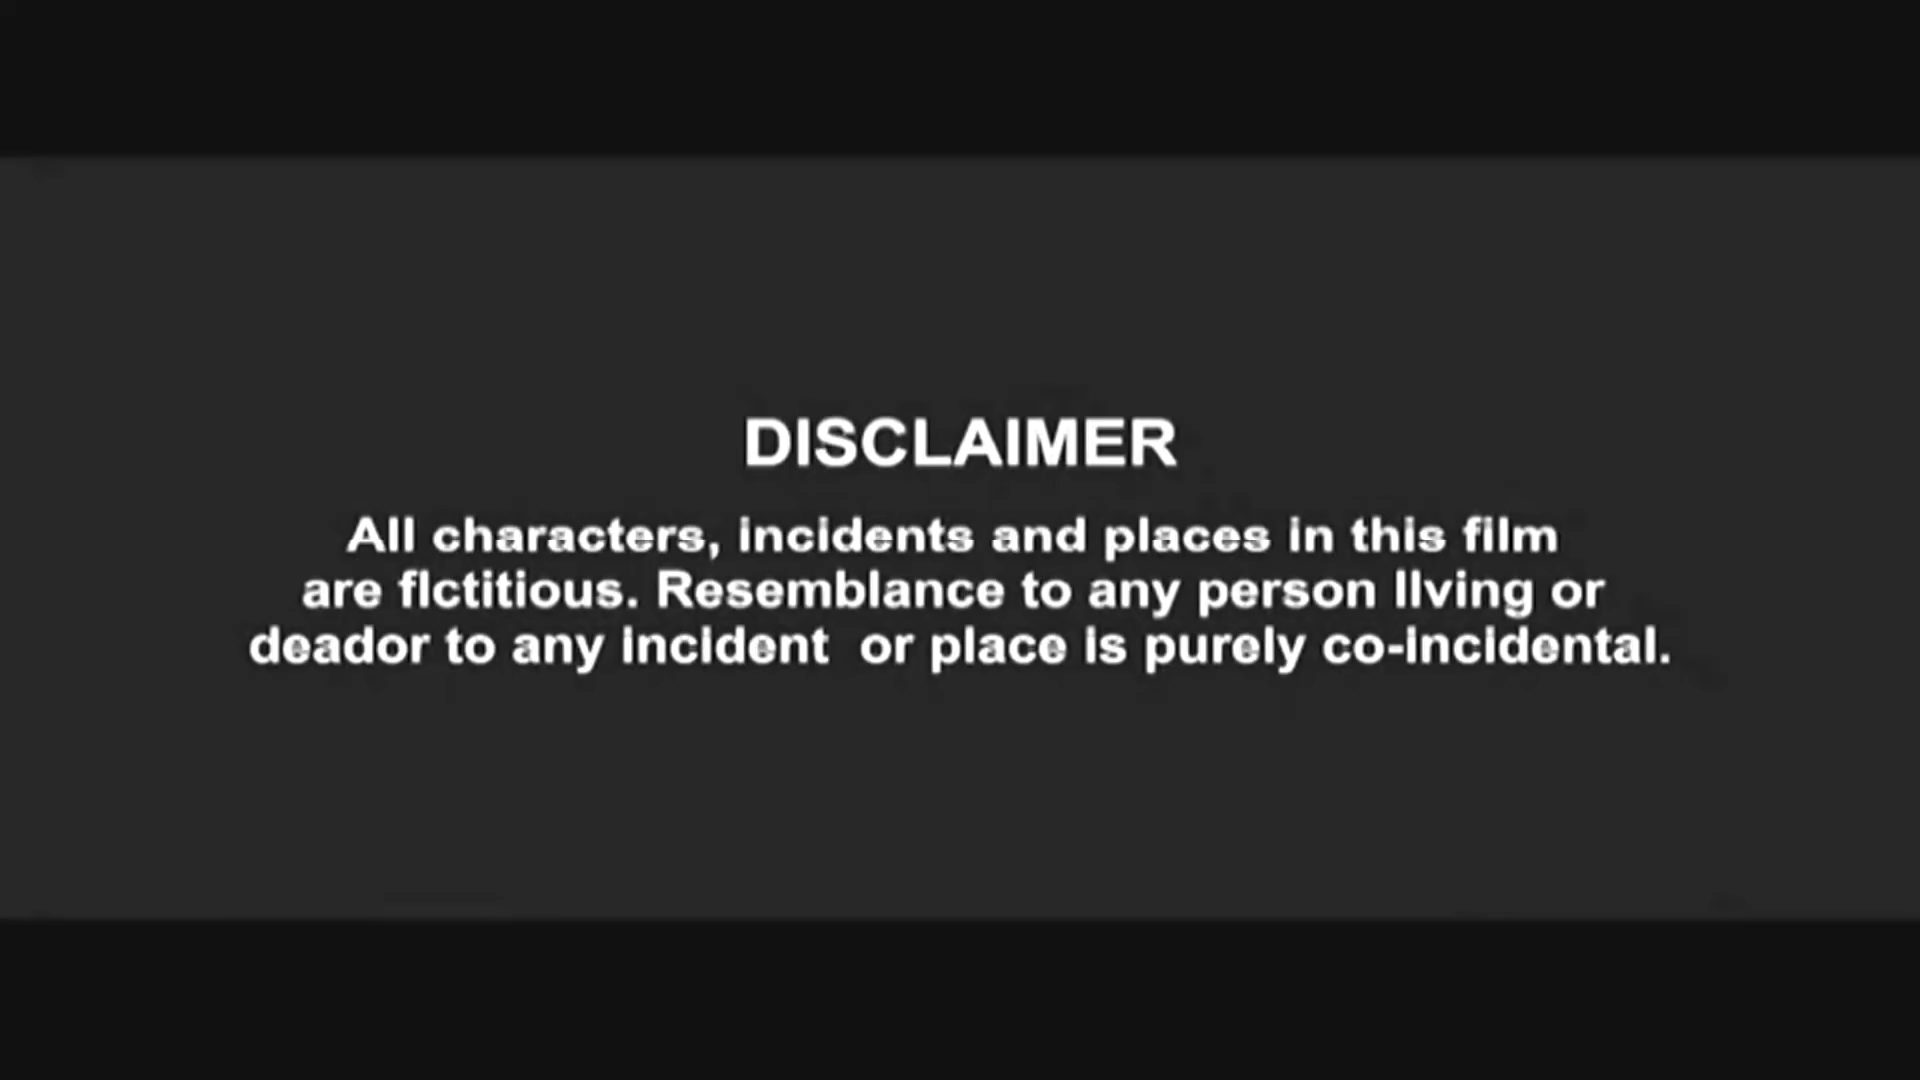 DISCLAIMER
All characters, incidents and places in this film
are fictitious. Resemblance to any person living or
deador to any incident  or place is purely co-incidental.